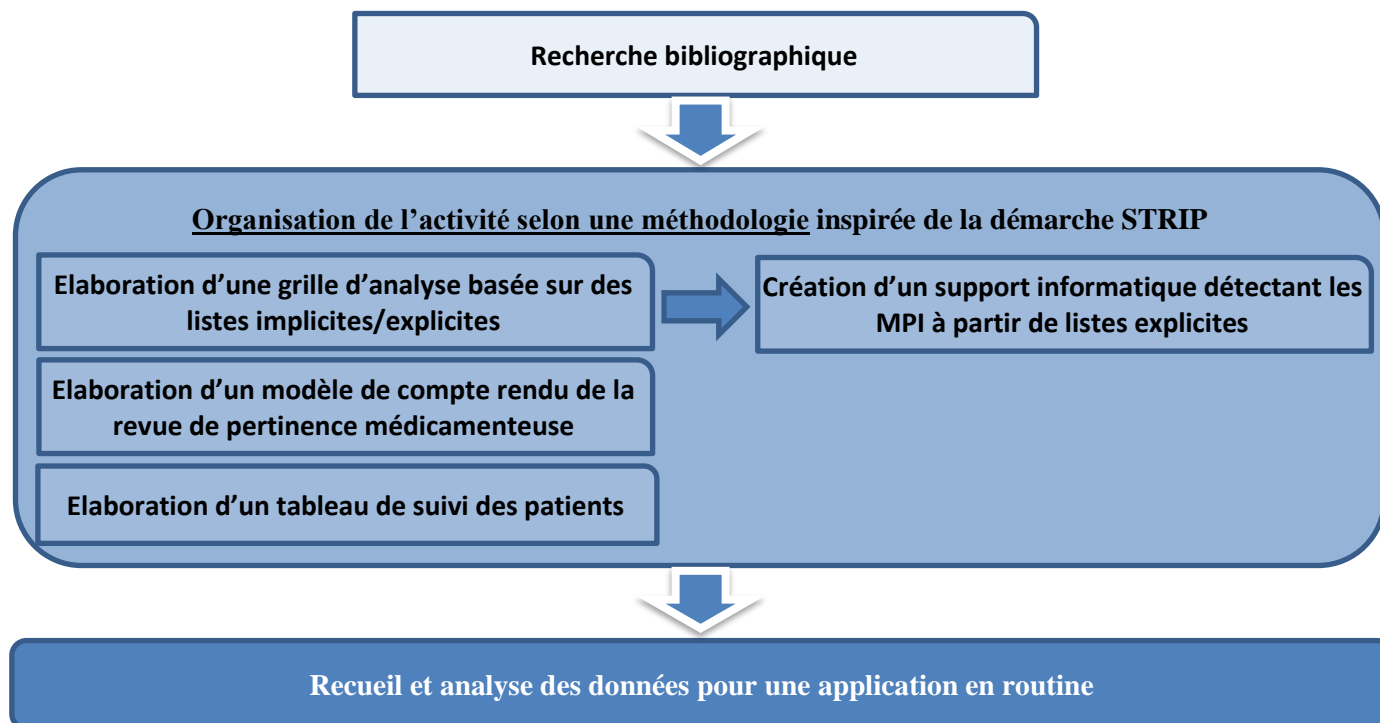 Recherche bibliographique
Organisation de l’activité selon une méthodologie inspirée de la démarche STRIP
Elaboration d’une grille d’analyse basée sur des
listes implicites/explicites
Création d’un support informatique détectant les
MPI à partir de listes explicites
Elaboration d’un modèle de compte rendu de la
revue de pertinence médicamenteuse
Elaboration d’un tableau de suivi des patients
Recueil et analyse des données pour une application en routine